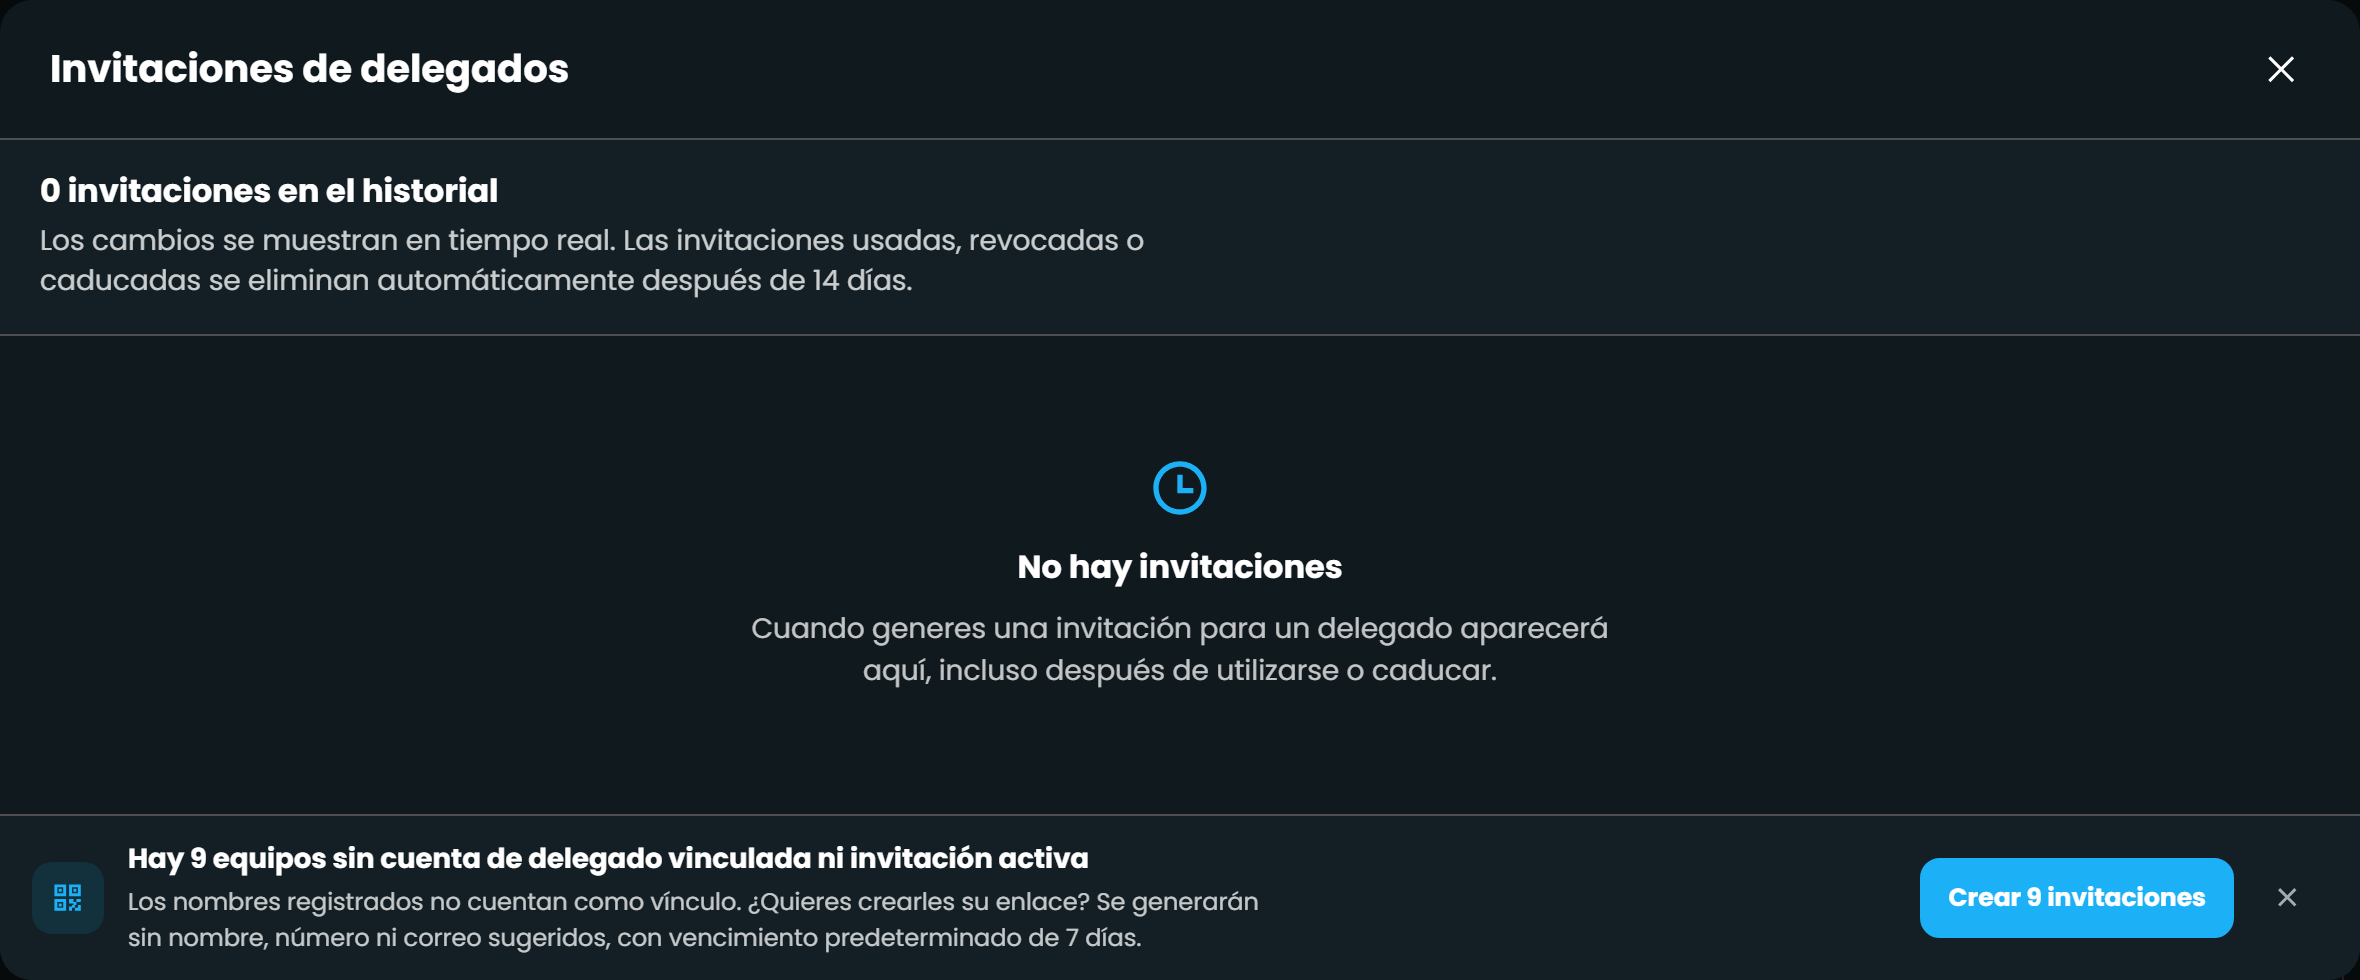 Invitaciones de delegados
0 invitaciones en el historial
Los cambios se muestran en tiempo real. Las invitaciones usadas, revocadas o
caducadas se eliminan automáticamente después de 14 días.
No hay invitaciones
Cuando generes una invitación para un delegado aparecerá
aquí, incluso después de utilizarse o caducar.
Hay 9 equipos sin cuenta de delegado vinculada ni invitación activa
Los nombres registrados no cuentan como vínculo. ¿Quieres crearles su enlace? Se generarán
sin nombre, número ni correo sugeridos, con vencimiento predeterminado de 7 días.
Crear 9 invitaciones